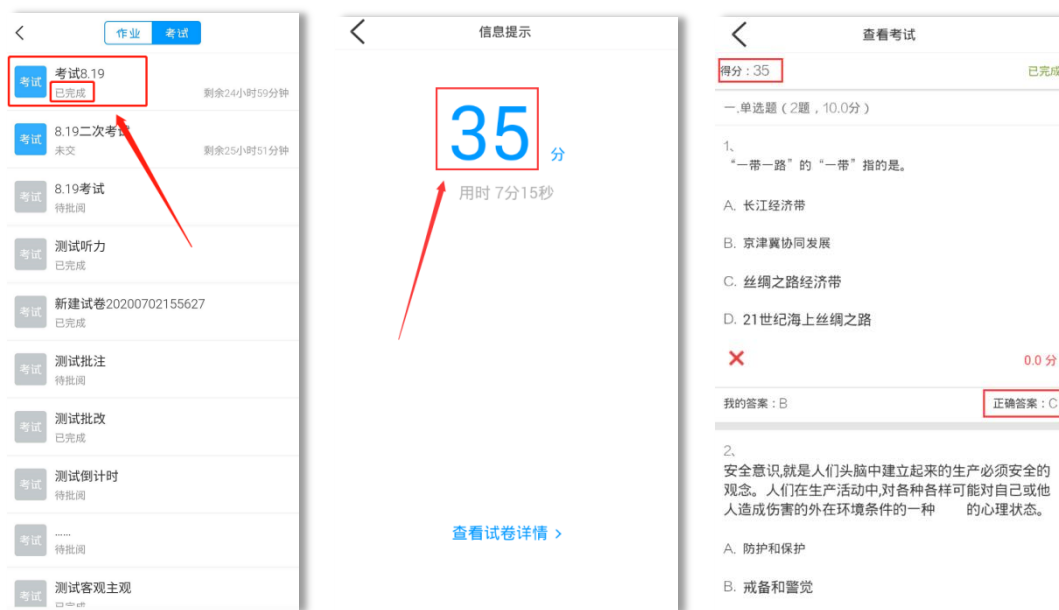 作业 考试
考试 考试8.19
已完成 剩余24小时59分钟
考试 8.19二次考试
未交 剩余25小时51分钟
考试 8.19考试
待批阅
考试 测试听力
已完成
考试 新建试卷20200702155627
已完成
考试 测试批注
待批阅
考试 测试批改
已完成
考试 测试倒计时
待批阅
考试 ......
待批阅
考试 测试客观主观
已完成
信息提示
35 分
用时 7分15秒
查看试卷详情 >
查看考试
得分：35 已完成
一.单选题（2题，10.0分）
1、
“一带一路”的“一带”指的是。
A. 长江经济带
B. 京津冀协同发展
C. 丝绸之路经济带
D. 21世纪海上丝绸之路
0.0 分
我的答案：B 正确答案：C
2、
安全意识,就是人们头脑中建立起来的生产必须安全的
观念。人们在生产活动中,对各种各样可能对自己或他
人造成伤害的外在环境条件的一种 的心理状态。
A. 防护和保护
B. 戒备和警觉